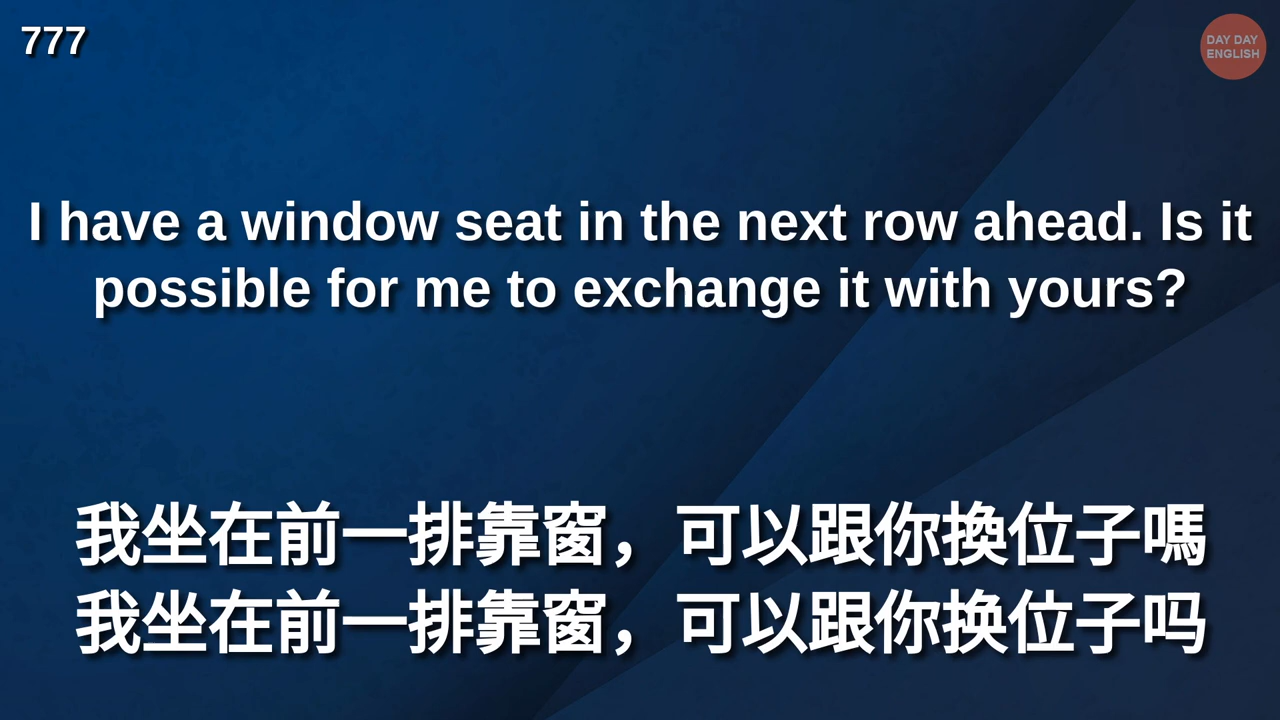 777
DAY DAY
ENGLISH
I have a window seat in the next row ahead. Is it
possible for me to exchange it with yours?
我坐在前一排靠窗，可以跟你換位子嗎
我坐在前一排靠窗，可以跟你换位子吗